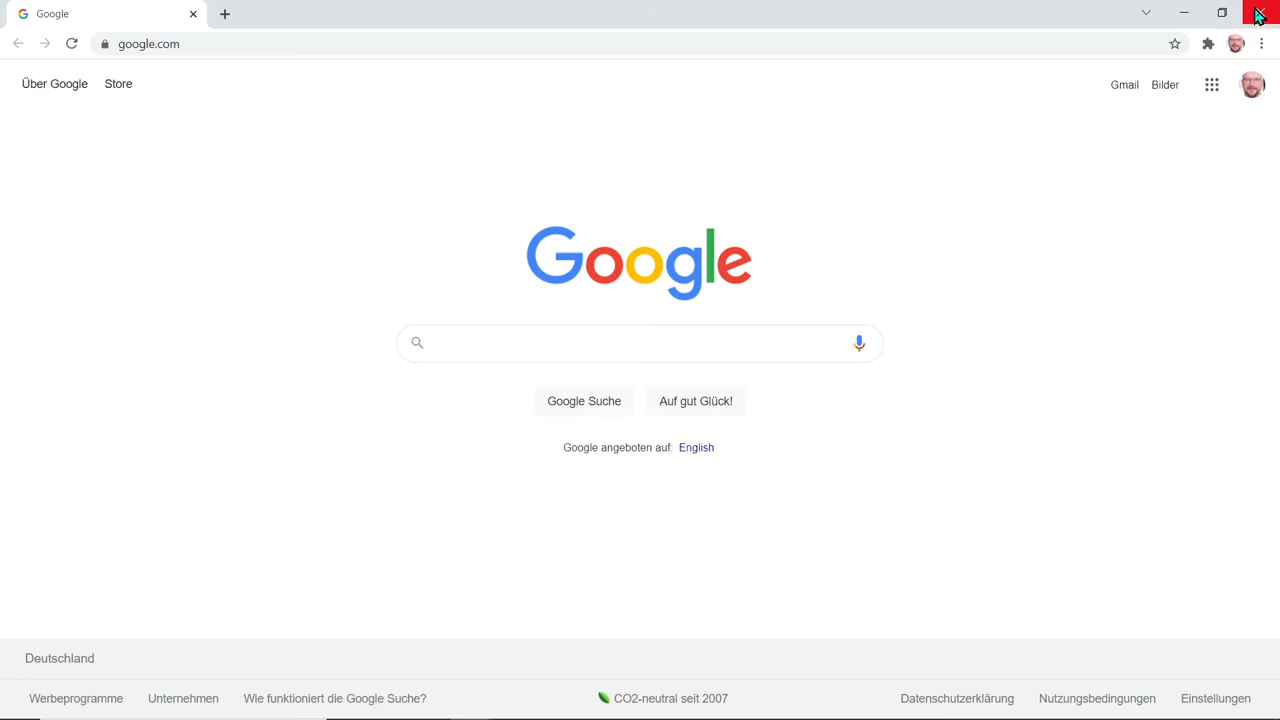 Google
google.com
Über Google Store
Gmail Bilder
Google
Google Suche Auf gut Glück!
Google angeboten auf: English
Deutschland
Werbeprogramme Unternehmen Wie funktioniert die Google Suche? CO2-neutral seit 2007 Datenschutzerklärung Nutzungsbedingungen Einstellungen